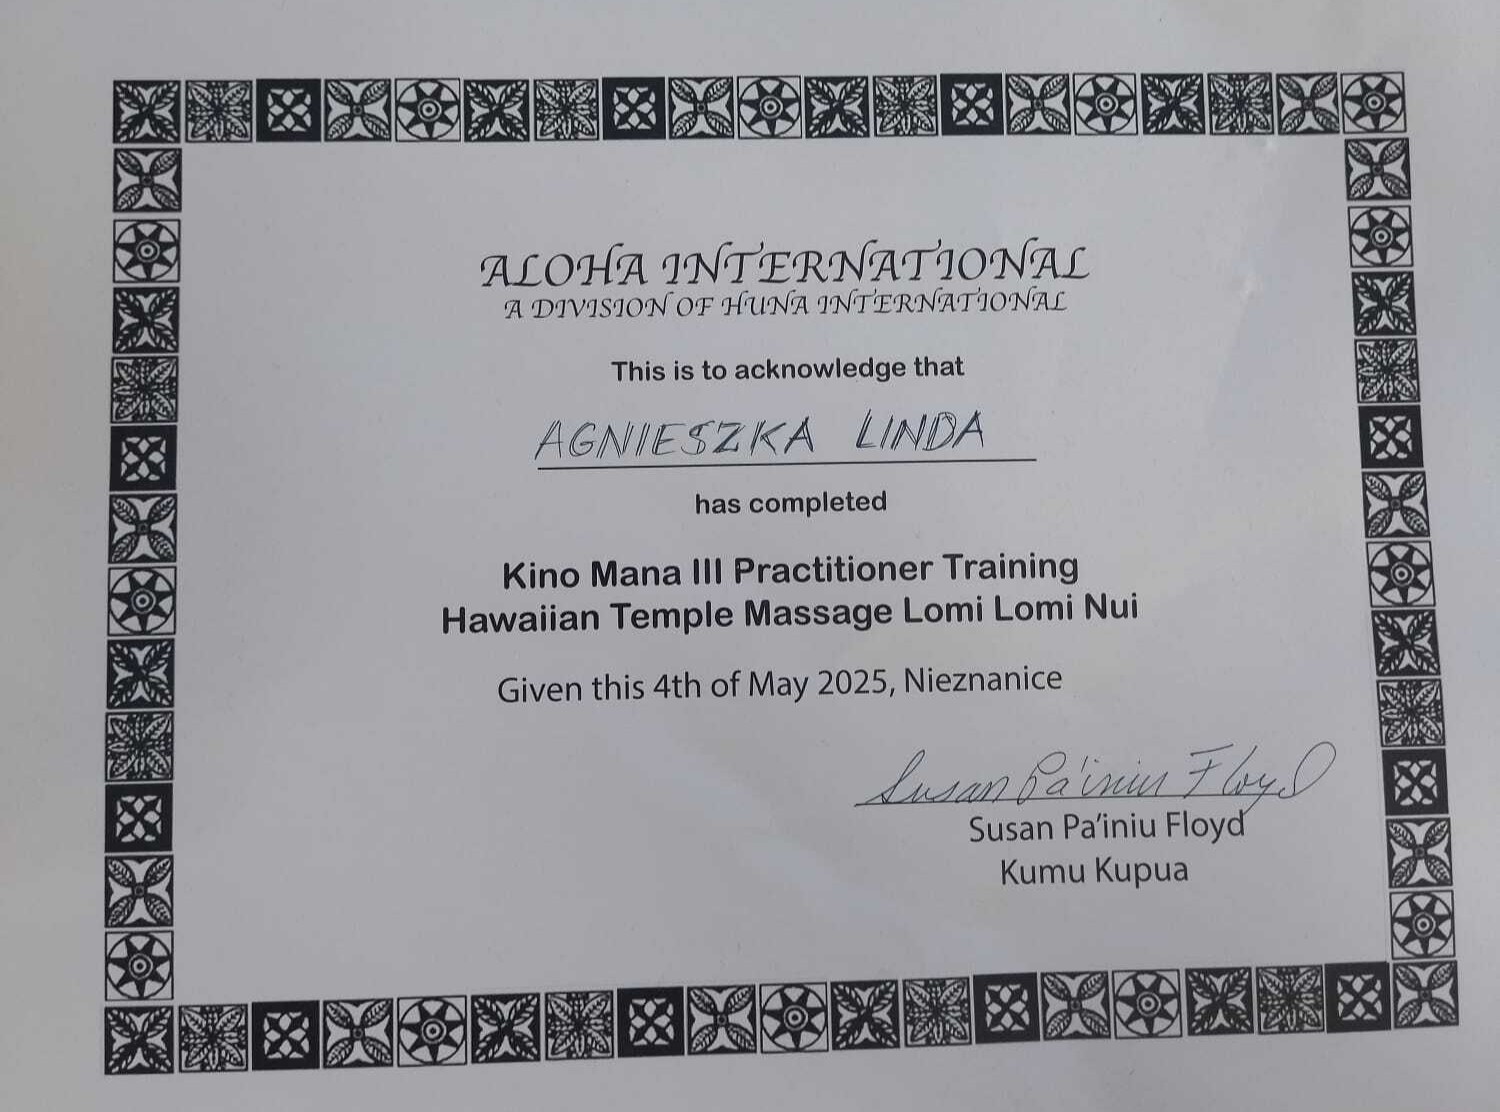 ALOHA INTERNATIONAL
A DIVISION OF HUNA INTERNATIONAL
This is to acknowledge that
AGNIESZKA LINDA
has completed
Kino Mana III Practitioner Training
Hawaiian Temple Massage Lomi Lomi Nui
Given this 4th of May 2025, Nieznanice
Susan Pa'iniu Floyd
Susan Pa’iniu Floyd
Kumu Kupua